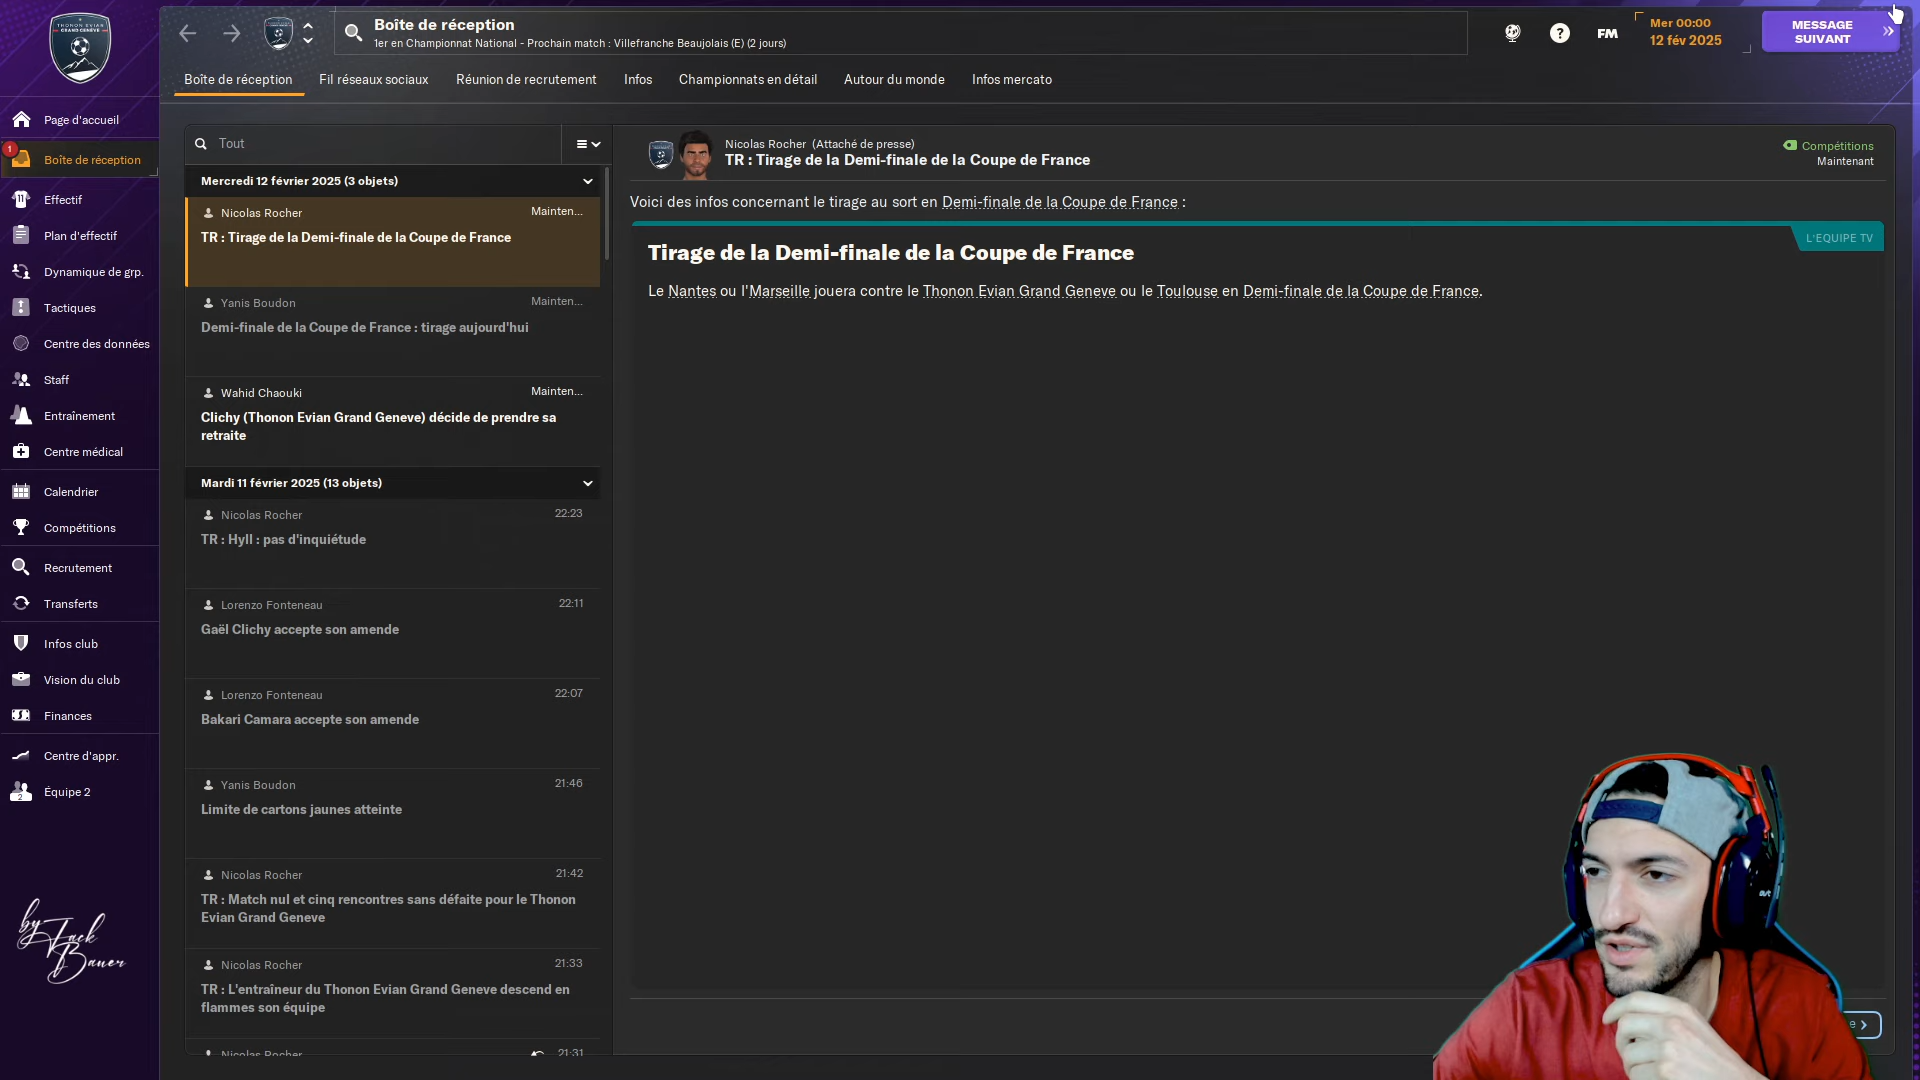 THONON EVIAN
GRAND GENEVE
Boîte de réception
1er en Championnat National - Prochain match : Villefranche Beaujolais (E) (2 jours)
FM
Mer 00:00
12 fév 2025
MESSAGE
SUIVANT
Boîte de réception
Fil réseaux sociaux
Réunion de recrutement
Infos
Championnats en détail
Autour du monde
Infos mercato
Page d'accueil
1
Boîte de réception
Effectif
Plan d'effectif
Dynamique de grp.
Tactiques
Centre des données
Staff
Entraînement
Centre médical
Calendrier
Compétitions
Recrutement
Transferts
Infos club
Vision du club
Finances
Centre d'appr.
2
Équipe 2
by Jack
Bauer
Tout
Mercredi 12 février 2025 (3 objets)
Nicolas Rocher
Mainten...
TR : Tirage de la Demi-finale de la Coupe de France
Yanis Boudon
Mainten...
Demi-finale de la Coupe de France : tirage aujourd'hui
Wahid Chaouki
Mainten...
Clichy (Thonon Evian Grand Geneve) décide de prendre sa
retraite
Mardi 11 février 2025 (13 objets)
Nicolas Rocher
22:23
TR : Hyll : pas d'inquiétude
Lorenzo Fonteneau
22:11
Gaël Clichy accepte son amende
Lorenzo Fonteneau
22:07
Bakari Camara accepte son amende
Yanis Boudon
21:46
Limite de cartons jaunes atteinte
Nicolas Rocher
21:42
TR : Match nul et cinq rencontres sans défaite pour le Thonon
Evian Grand Geneve
Nicolas Rocher
21:33
TR : L'entraîneur du Thonon Evian Grand Geneve descend en
flammes son équipe
Nicolas Rocher
21:31
Nicolas Rocher (Attaché de presse)
TR : Tirage de la Demi-finale de la Coupe de France
Compétitions
Maintenant
Voici des infos concernant le tirage au sort en Demi-finale de la Coupe de France :
L'EQUIPE TV
Tirage de la Demi-finale de la Coupe de France
Le Nantes ou l'Marseille jouera contre le Thonon Evian Grand Geneve ou le Toulouse en Demi-finale de la Coupe de France.